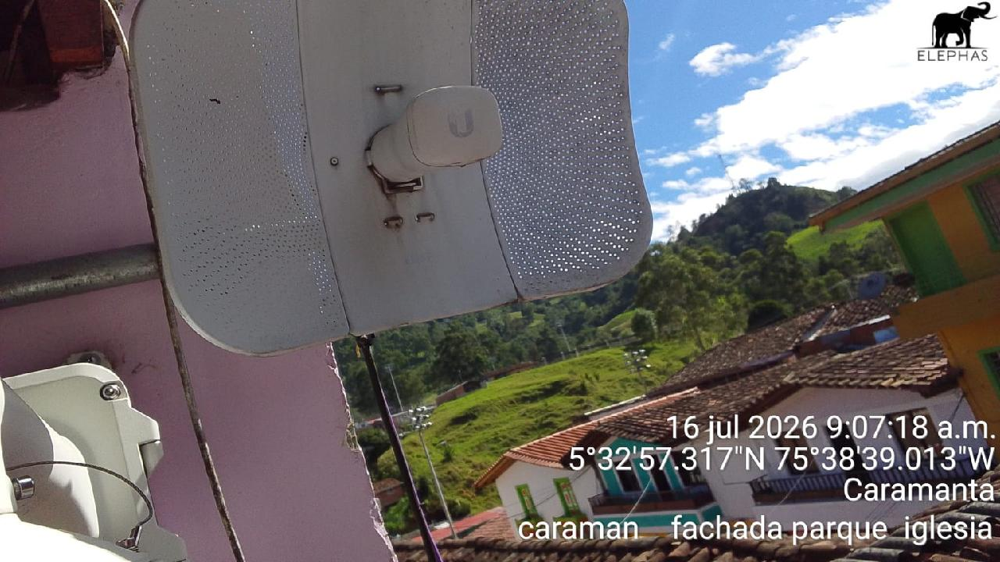 ELEPHAS
U
16 jul 2026 9:07:18 a.m.
5°32'57.317"N 75°38'39.013"W
Caramanta
caraman fachada parque iglesia